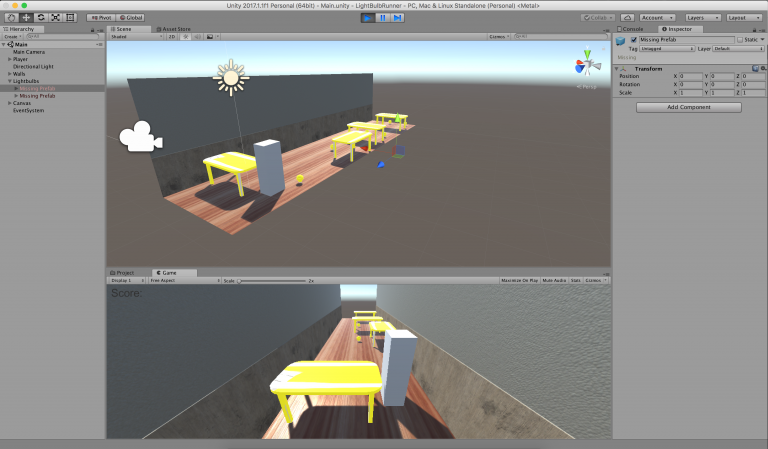 Unity 2017.1.1f1 Personal (64bit) - Main.unity - LightBubRunner - PC, Mac & Linux Standalone (Personal) <Metal>
Pivot Global
Collab Account Layers Layout
Hierarchy
Create
Main
Main Camera
Player
Directional Light
Walls
Lightbulbs
Missing Prefab
Missing Prefab
Canvas
EventSystem
Scene Asset Store
Shaded 2D Gizmos
Persp
Project Game
Display 1 Free Aspect Scale 2x Maximize On Play Mute Audio Stats Gizmos
Score:
Console Inspector
Missing Prefab Static
Tag Untagged Layer Default
Missing
Transform
Position X 0 Y 0 Z 0
Rotation X 0 Y 0 Z 0
Scale X 1 Y 1 Z 1
Add Component